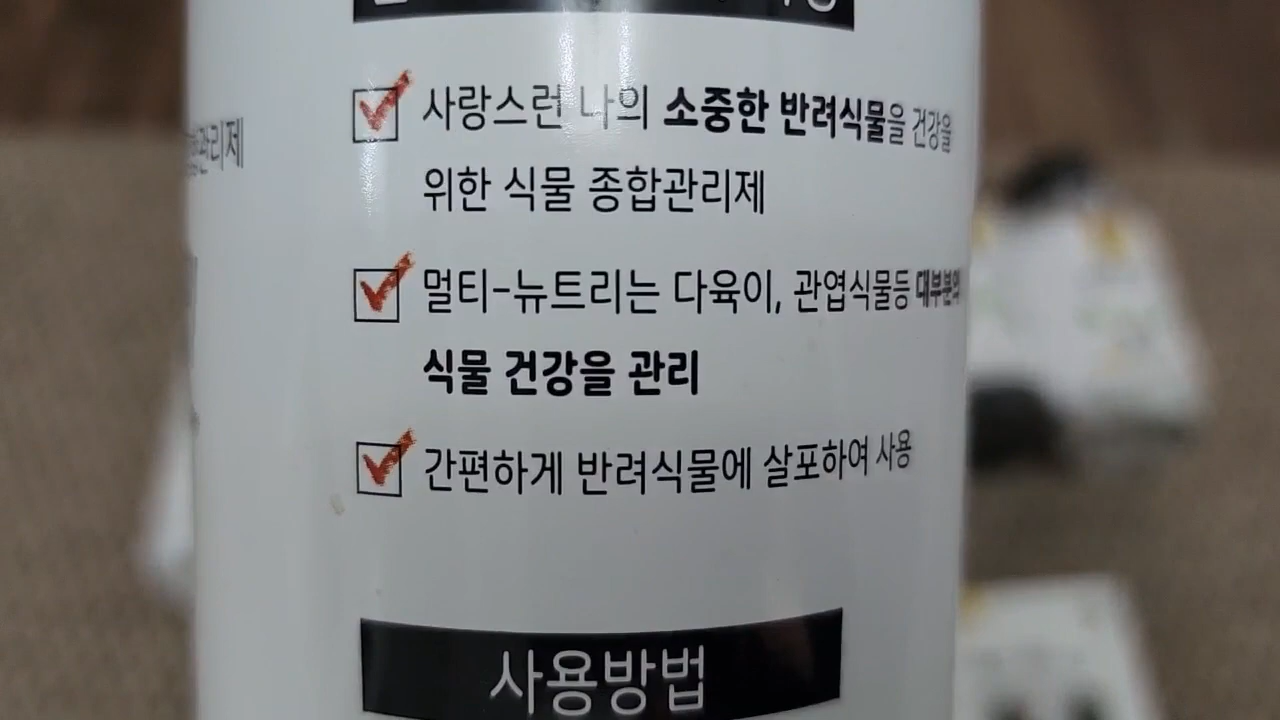 사랑스런 나의 소중한 반려식물을 건강을
관리제
위한 식물 종합관리제
멀티-뉴트리는 다육이, 관엽식물등 대부분의
식물 건강을 관리
간편하게 반려식물에 살포하여 사용
사용방법